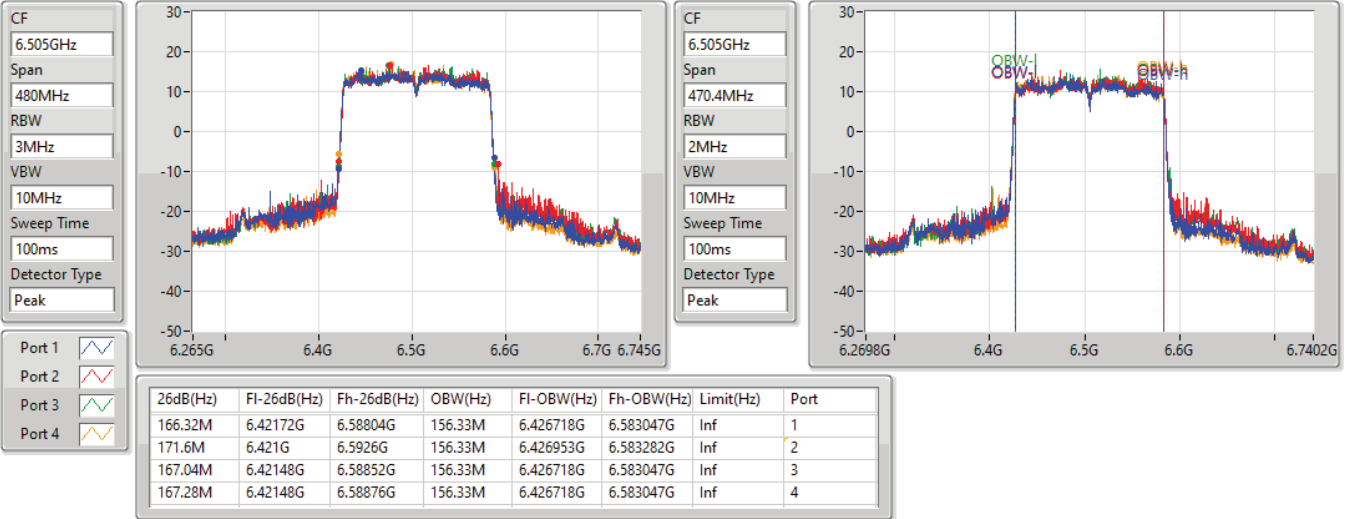 CF
6.505GHz
Span
480MHz
RBW
3MHz
VBW
10MHz
Sweep Time
100ms
Detector Type
Peak
30
20
10
0
-10
-20
-30
-40
-50
6.265G 6.4G 6.5G 6.6G 6.7G 6.745G
CF
6.505GHz
Span
470.4MHz
RBW
2MHz
VBW
10MHz
Sweep Time
100ms
Detector Type
Peak
30
20
10
0
-10
-20
-30
-40
-50
OBW-l OBW-h
OBW-l OBW-h
6.2698G 6.4G 6.5G 6.6G 6.7402G
Port 1
Port 2
Port 3
Port 4
26dB(Hz) Fl-26dB(Hz) Fh-26dB(Hz) OBW(Hz) Fl-OBW(Hz) Fh-OBW(Hz) Limit(Hz) Port
166.32M 6.42172G 6.58804G 156.33M 6.426718G 6.583047G Inf 1
171.6M 6.421G 6.5926G 156.33M 6.426953G 6.583282G Inf 2
167.04M 6.42148G 6.58852G 156.33M 6.426718G 6.583047G Inf 3
167.28M 6.42148G 6.58876G 156.33M 6.426718G 6.583047G Inf 4